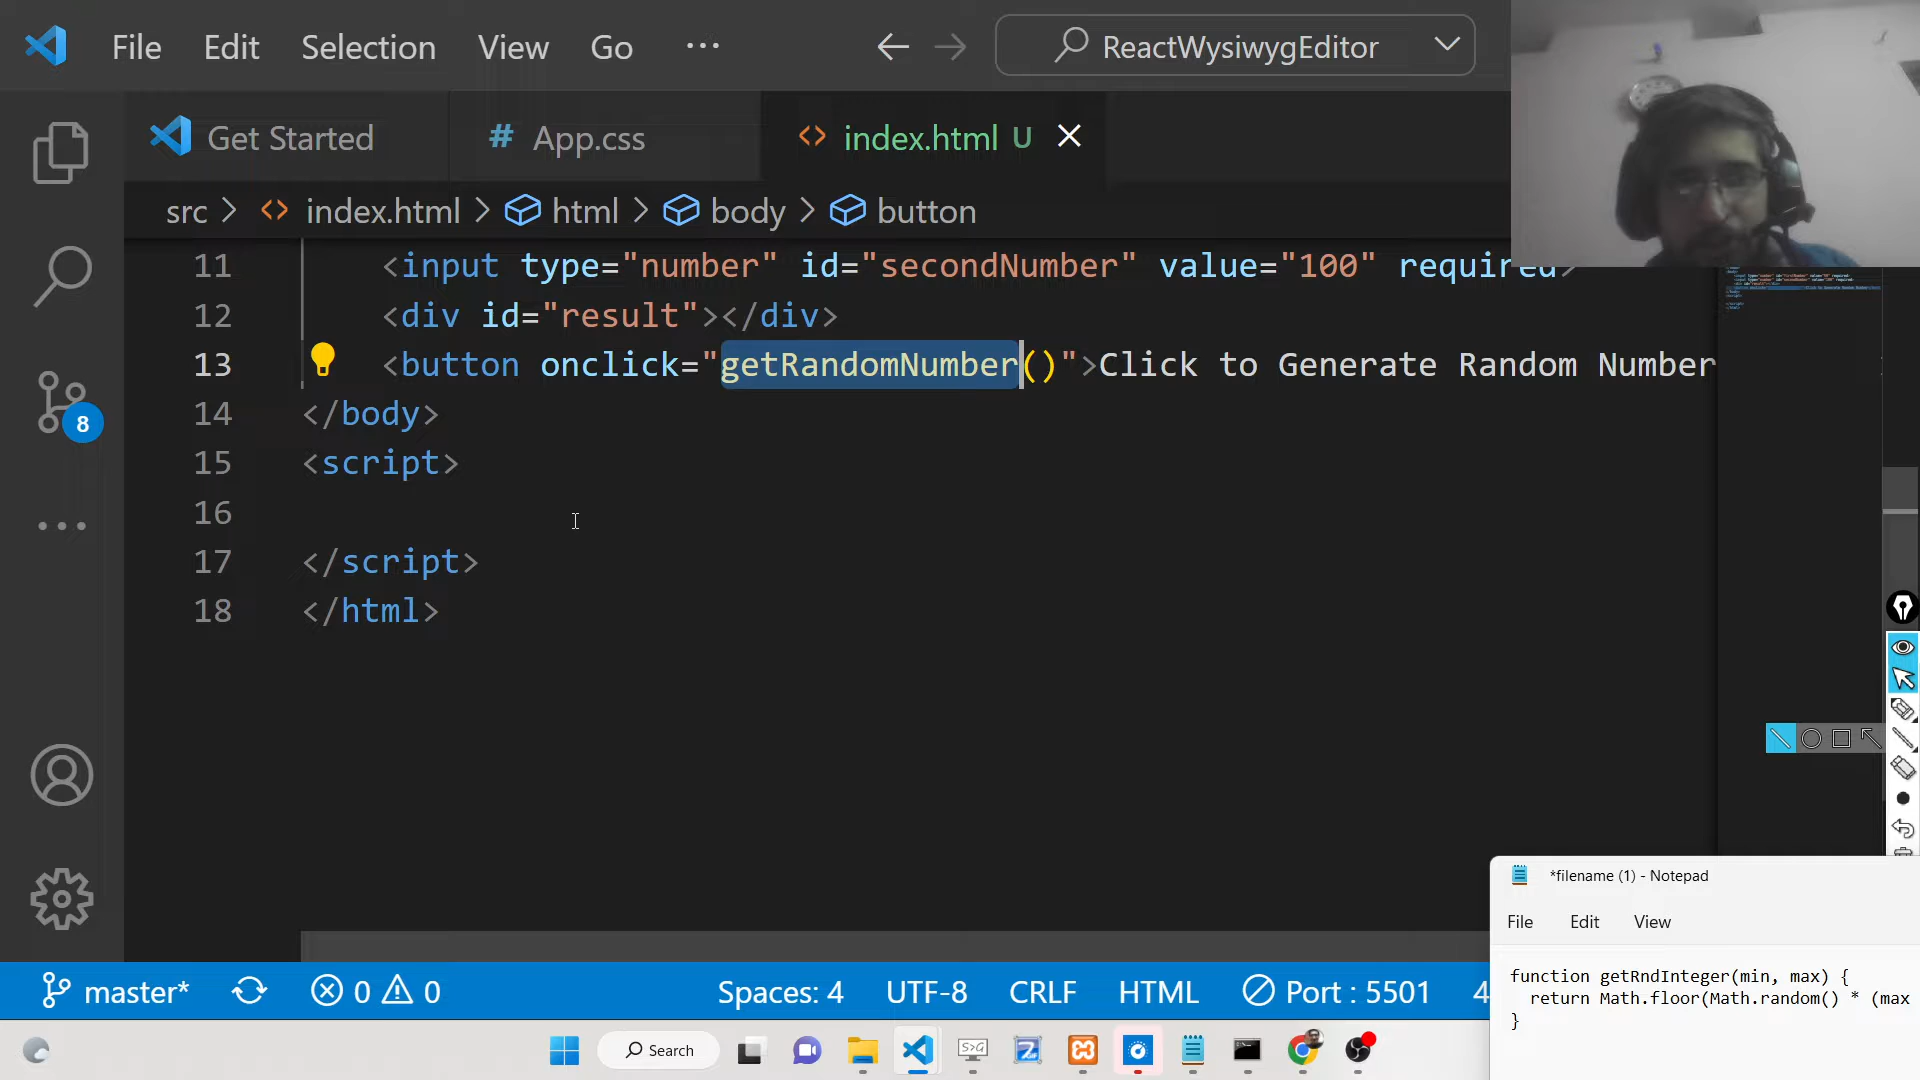 File Edit Selection View Go ... ReactWysiwygEditor
Get Started # App.css index.html U
src > index.html > html > body > button
11 <input type="number" id="secondNumber" value="100" required>
12 <div id="result"></div>
13 <button onclick="getRandomNumber()">Click to Generate Random Number
14 </body>
15 <script>
16
17 </script>
18 </html>
8
*filename (1) - Notepad
File Edit View
function getRndInteger(min, max) {
return Math.floor(Math.random() * (max
}
master* 0 0 Spaces: 4 UTF-8 CRLF HTML Port : 5501 4
Search